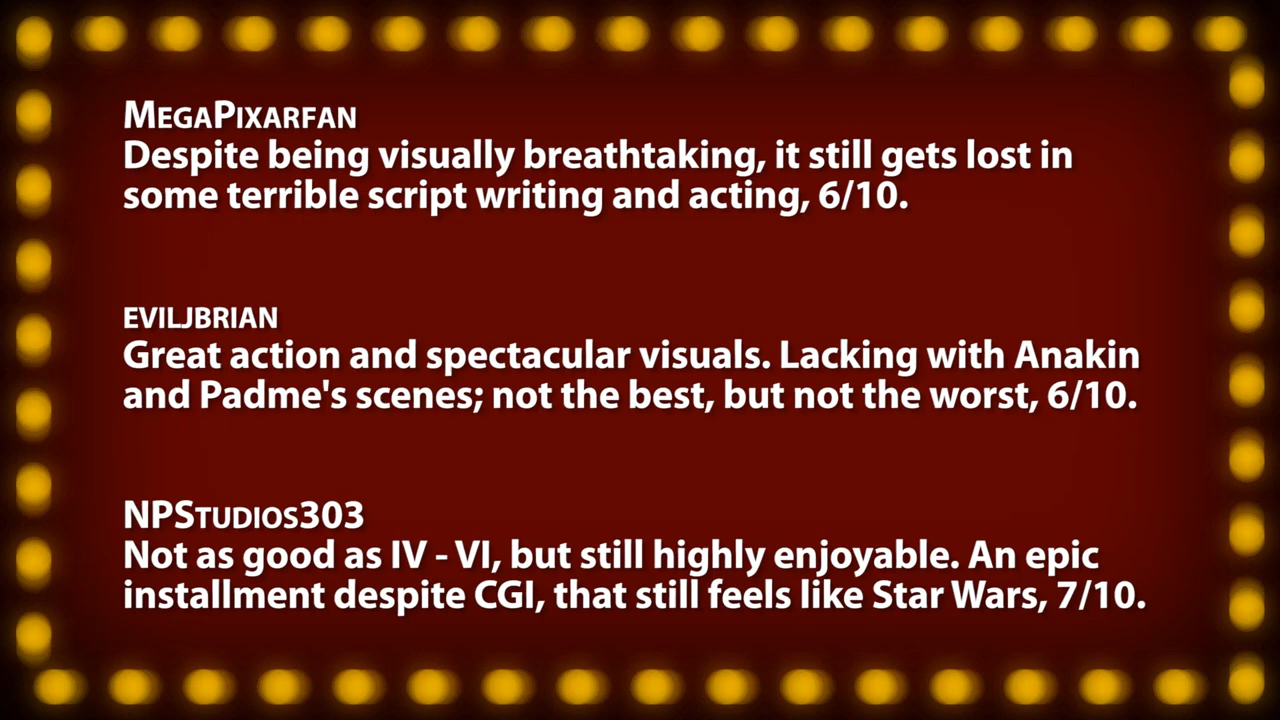 MegaPixarfan
Despite being visually breathtaking, it still gets lost in
some terrible script writing and acting, 6/10.
eviljbrian
Great action and spectacular visuals. Lacking with Anakin
and Padme's scenes; not the best, but not the worst, 6/10.
NPStudios303
Not as good as IV - VI, but still highly enjoyable. An epic
installment despite CGI, that still feels like Star Wars, 7/10.